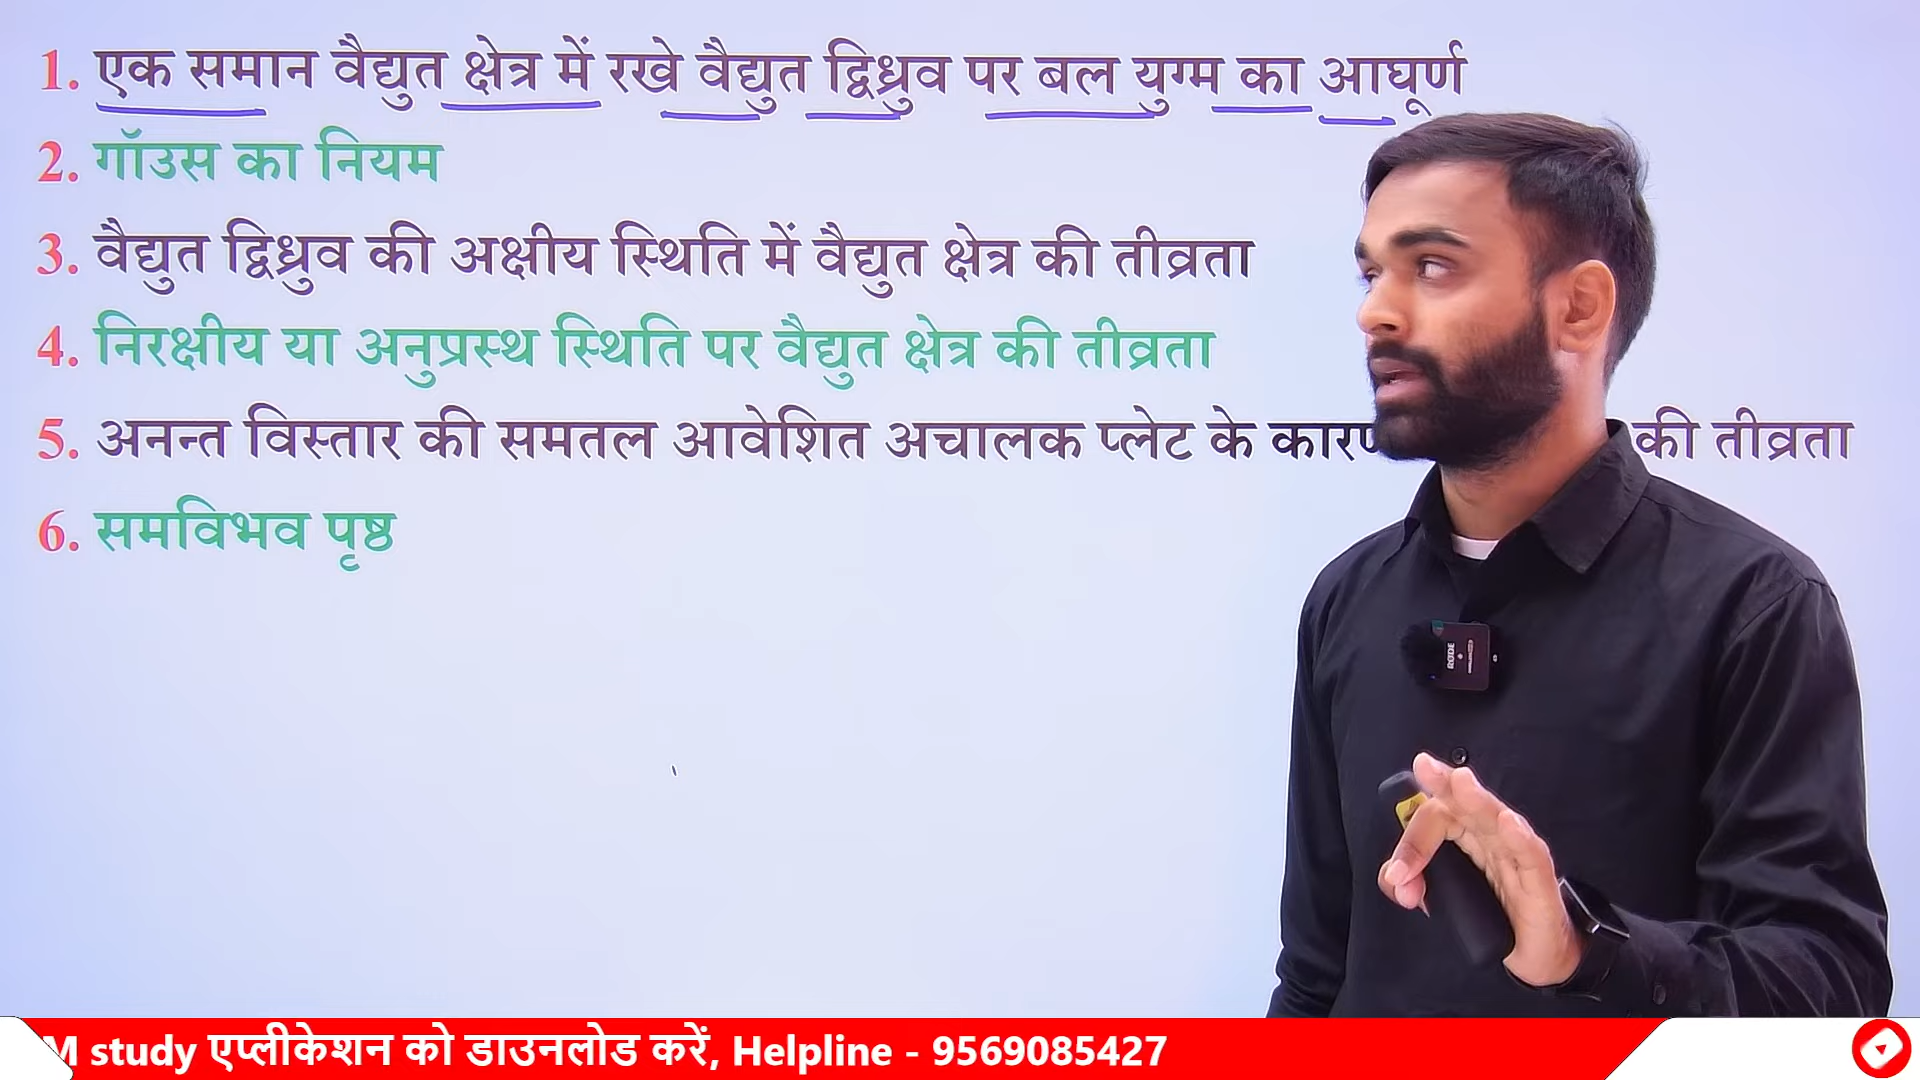 1. एक समान वैद्युत क्षेत्र में रखे वैद्युत द्विध्रुव पर बल युग्म का आघूर्ण
2. गॉउस का नियम
3. वैद्युत द्विध्रुव की अक्षीय स्थिति में वैद्युत क्षेत्र की तीव्रता
4. निरक्षीय या अनुप्रस्थ स्थिति पर वैद्युत क्षेत्र की तीव्रता
5. अनन्त विस्तार की समतल आवेशित अचालक प्लेट के कारण की तीव्रता
6. समविभव पृष्ठ
RODE
M study एप्लीकेशन को डाउनलोड करें, Helpline - 9569085427